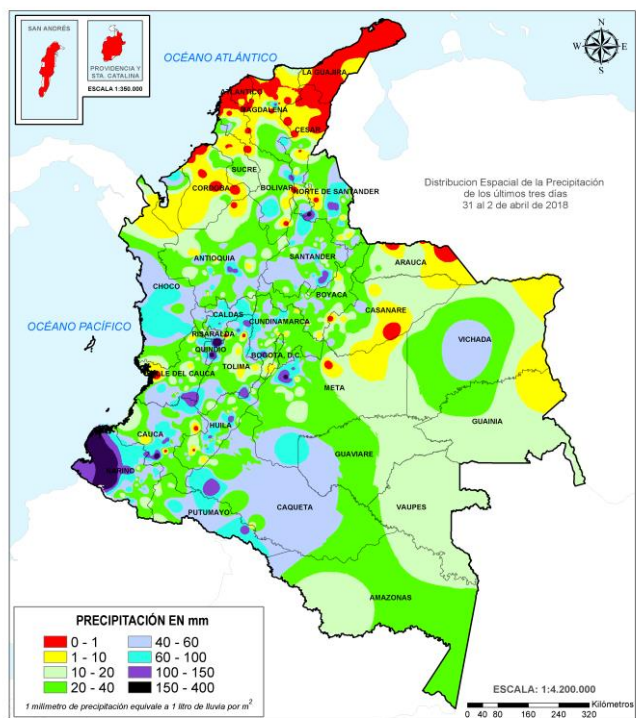 SAN ANDRÉS
PROVIDENCIA Y
STA. CATALINA
ESCALA 1:350.000
OCÉANO ATLÁNTICO
N
W
E
S
LA GUAJIRA
ATLANTICO
MAGDALENA
CESAR
SUCRE
CORDOBA
BOLIVAR
NORTE DE SANTANDER
Distribucion Espacial de la Precipitación
de los últimos tres días
31 al 2 de abril de 2018
ANTIOQUIA
SANTANDER
ARAUCA
CHOCO
BOYACA
CASANARE
OCÉANO PACÍFICO
CALDAS
CUNDINAMARCA
RISARALDA
QUINDIO
BOGOTA, D.C.
VICHADA
TOLIMA
VALLE DEL CAUCA
META
GUAINIA
CAUCA
HUILA
GUAVIARE
NARIÑO
CAQUETA
VAUPES
PUTUMAYO
AMAZONAS
PRECIPITACIÓN EN mm
0 - 1
1 - 10
10 - 20
20 - 40
40 - 60
60 - 100
100 - 150
150 - 400
1 milimetro de precipitación equivale a 1 litro de lluvia por m2
ESCALA: 1:4.200.000
Kilómetros
0 40 80 160 240 320